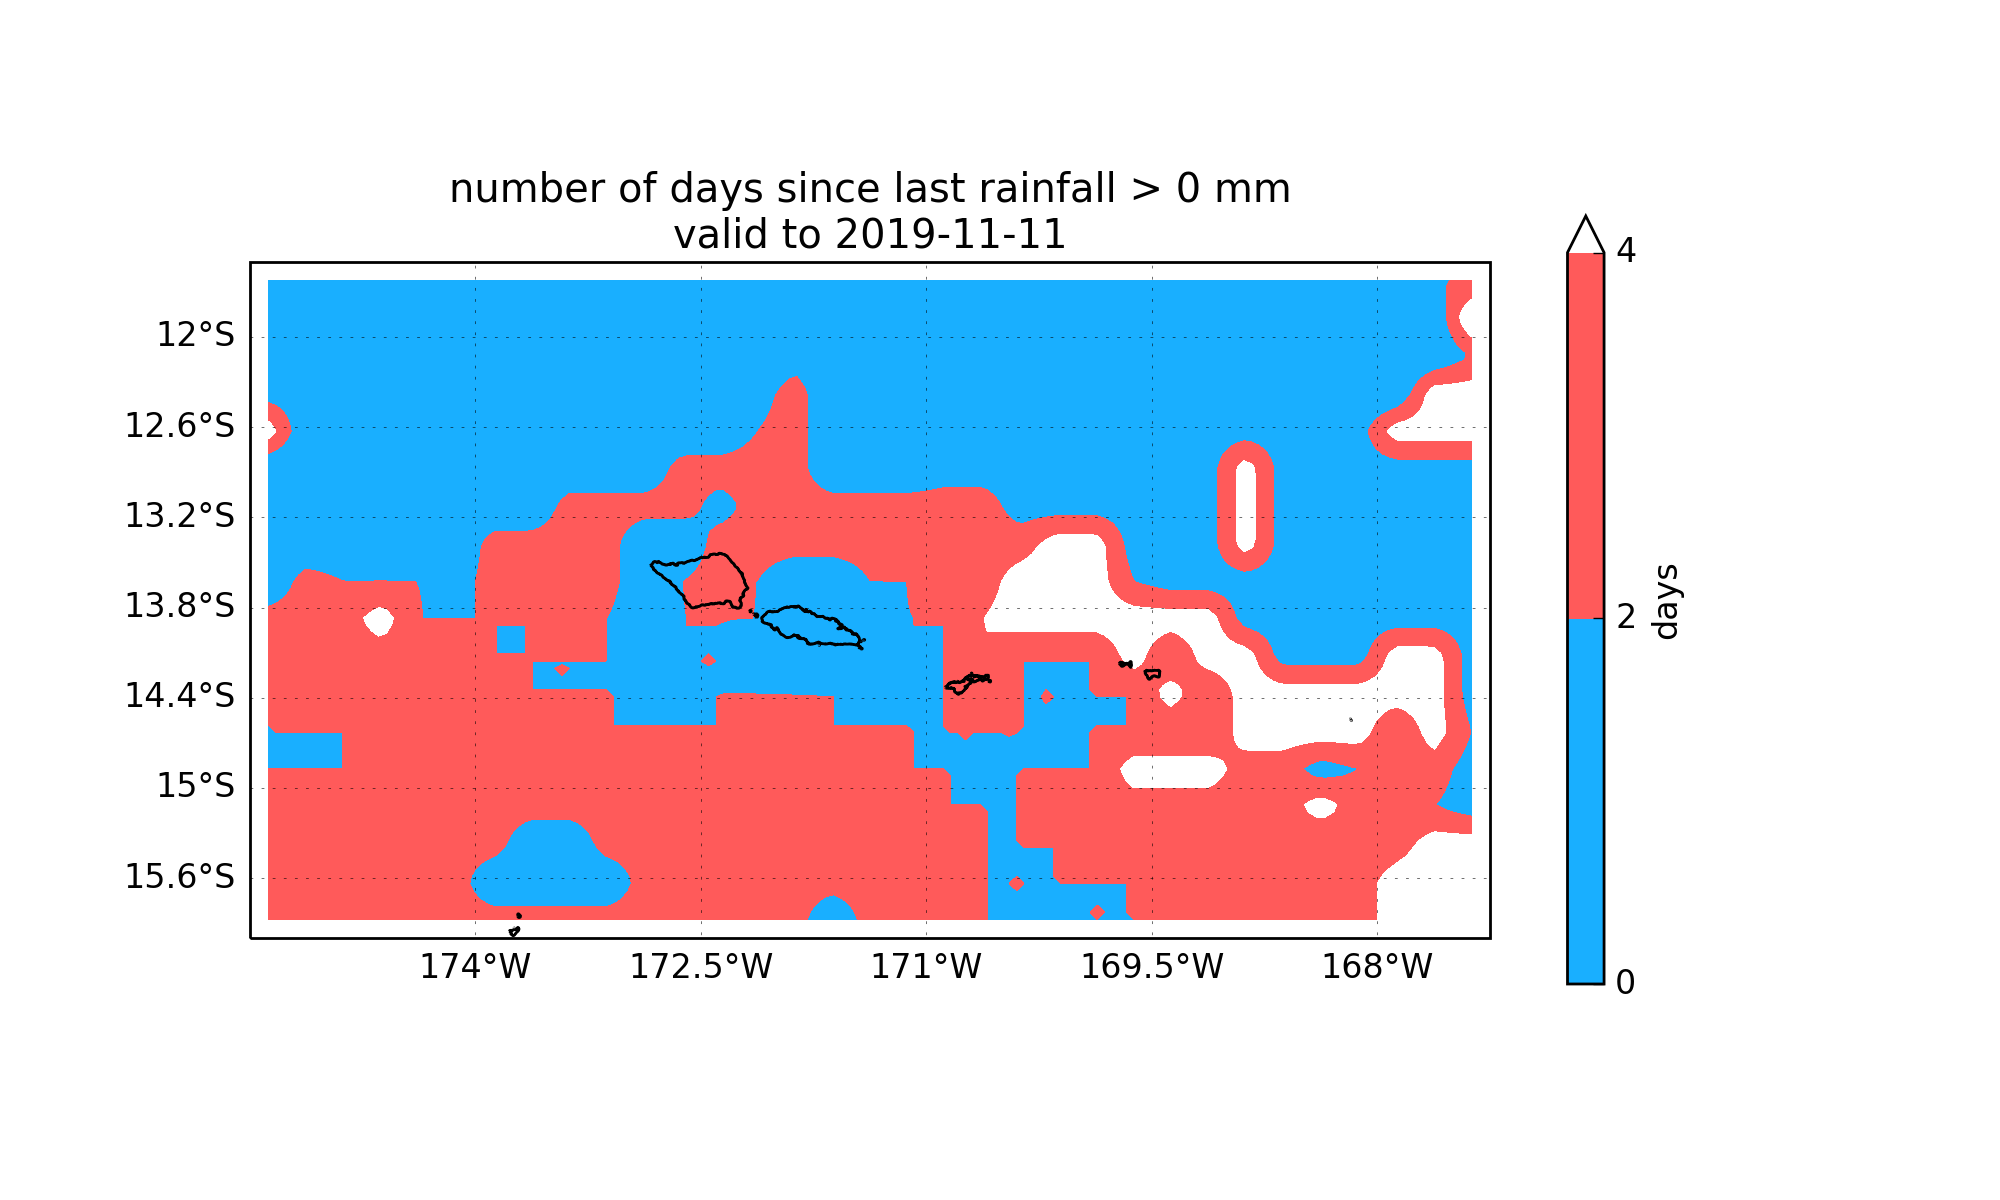 number of days since last rainfall > 0 mm
valid to 2019-11-11
12°S
12.6°S
13.2°S
13.8°S
14.4°S
15°S
15.6°S
174°W
172.5°W
171°W
169.5°W
168°W
4
2
0
days